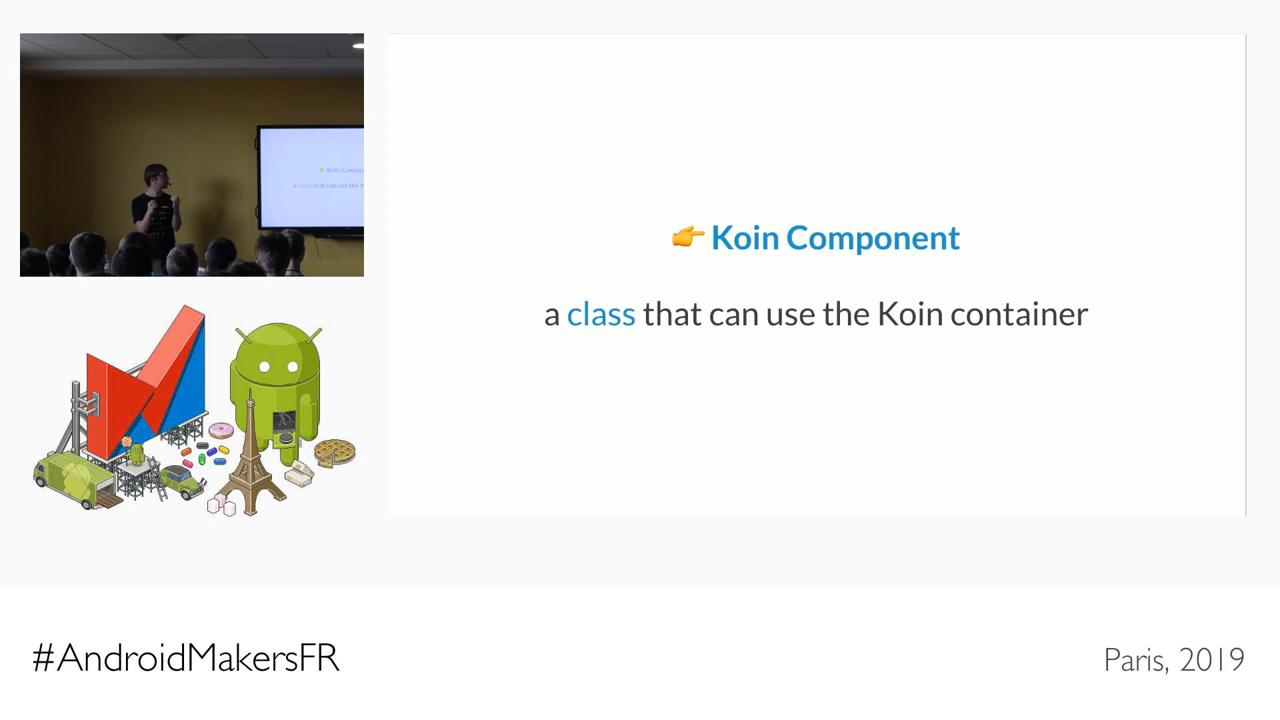 👉 Koin Component
a class that can use the Koin container
#AndroidMakersFR
Paris, 2019